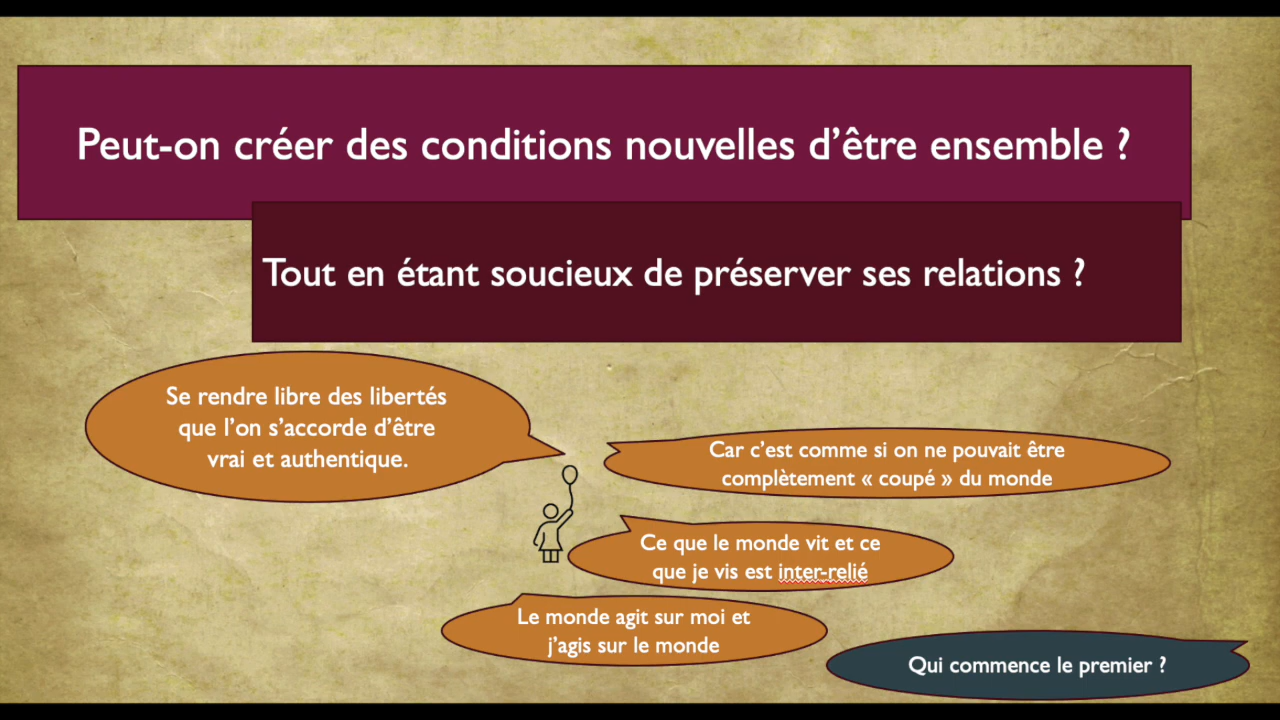 Peut-on créer des conditions nouvelles d’être ensemble ?
Tout en étant soucieux de préserver ses relations ?
Se rendre libre des libertés
que l’on s’accorde d’être
vrai et authentique.
Car c’est comme si on ne pouvait être
complètement « coupé » du monde
Ce que le monde vit et ce
que je vis est inter-relié
Le monde agit sur moi et
j’agis sur le monde
Qui commence le premier ?